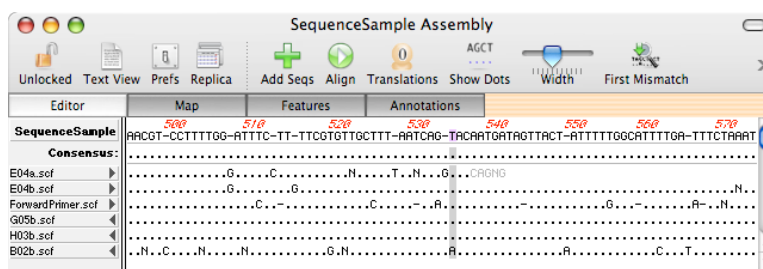 SequenceSample Assembly
Unlocked Text View Prefs Replica Add Seqs Align Translations AGCT Show Dots Width First Mismatch
Editor Map Features Annotations
500 510 520 530 540 550 560 570
SequenceSample AACGT-CCTTTTGG-ATTTC-TT-TTCGTGTTGCTTT-AATCAG-TACAATGATAGTTACT-ATTTTTGGCATTTTGA-TTTCTAAAT
Consensus: ........................................................................................
E04a.scf ..............G.....C..........N.....T..N...G...CAGNG
E04b.scf ..............G........G.............................................................N..
ForwardPrimer.scf ..................C..-............C.....-..A...........-...........G...-......A-..N.....
G05b.scf ........................................................................................
H03b.scf ........................................................................................
B02b.scf ..N..C....N.....N...........G.N..............A...............A............C...T.........